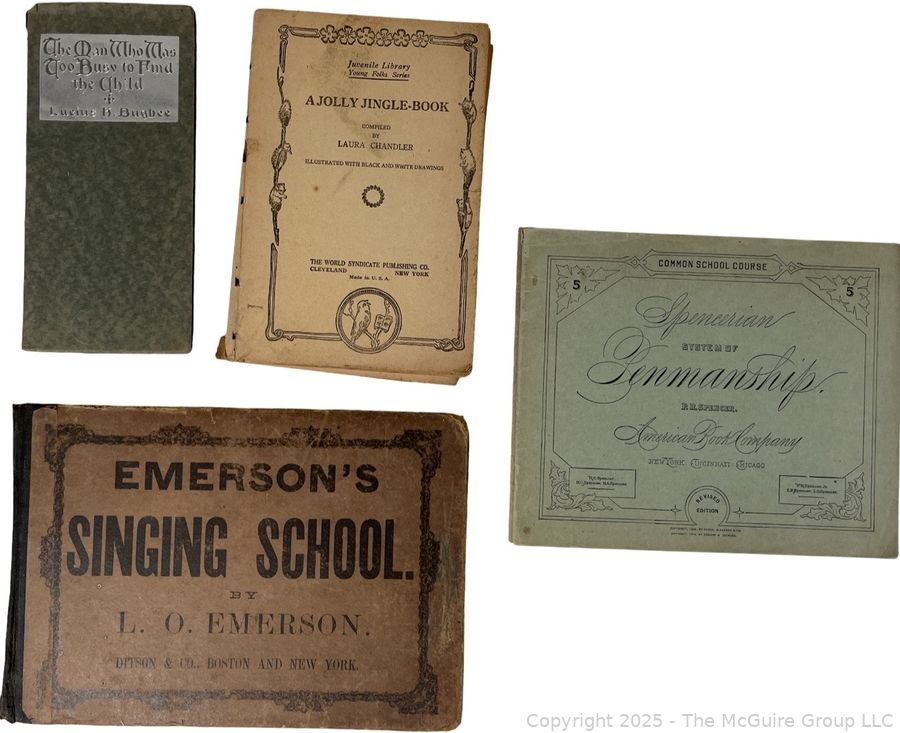 The Man Who Was
Too Busy to Find
the Child
Lucius H. Bugbee
Juvenile Library
Young Folks Series
A JOLLY JINGLE-BOOK
COMPILED
BY
LAURA CHANDLER
ILLUSTRATED WITH BLACK AND WHITE DRAWINGS
THE WORLD SYNDICATE PUBLISHING CO.
CLEVELAND NEW YORK
Made in U. S. A.
COMMON SCHOOL COURSE
5 5
Spencerian
SYSTEM OF
Penmanship.
P. R. SPENCER.
American Book Company
NEW YORK CINCINNATI CHICAGO
REVISED
EDITION
EMERSON'S
SINGING SCHOOL.
BY
L. O. EMERSON.
DITSON & CO., BOSTON AND NEW YORK.
Copyright 2025 - The McGuire Group LLC